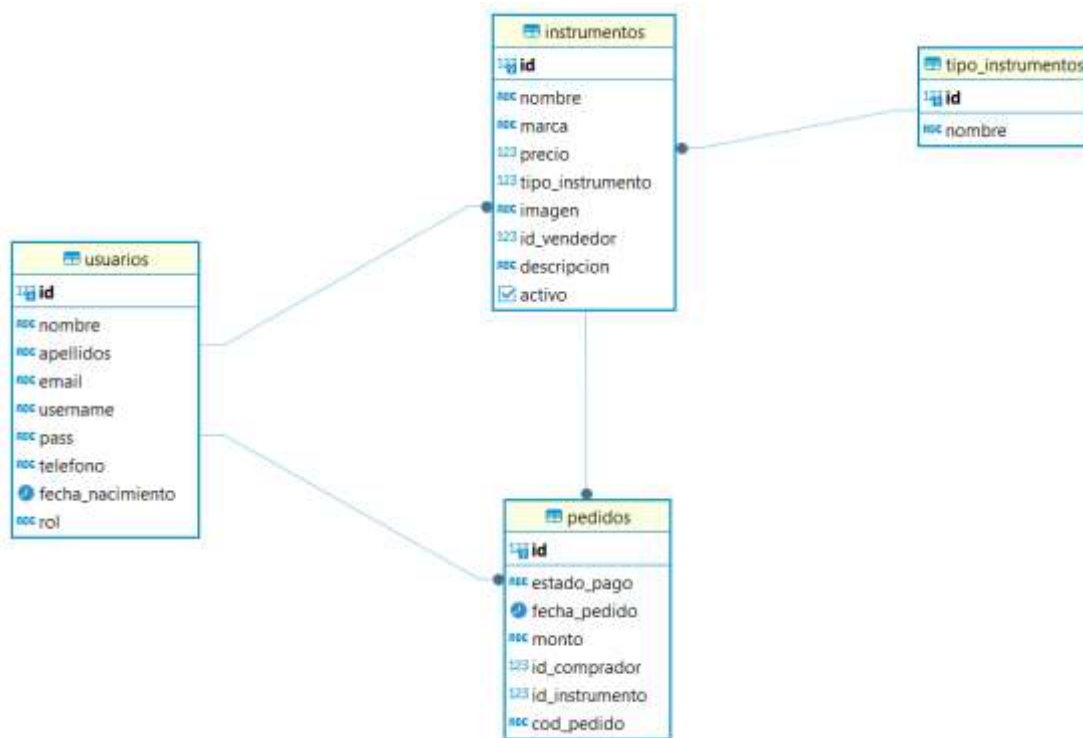 instrumentos
id
nombre
marca
precio
tipo_instrumento
imagen
id_vendedor
descripcion
activo
tipo_instrumentos
id
nombre
usuarios
id
nombre
apellidos
email
username
pass
telefono
fecha_nacimiento
rol
pedidos
id
estado_pago
fecha_pedido
monto
id_comprador
id_instrumento
cod_pedido